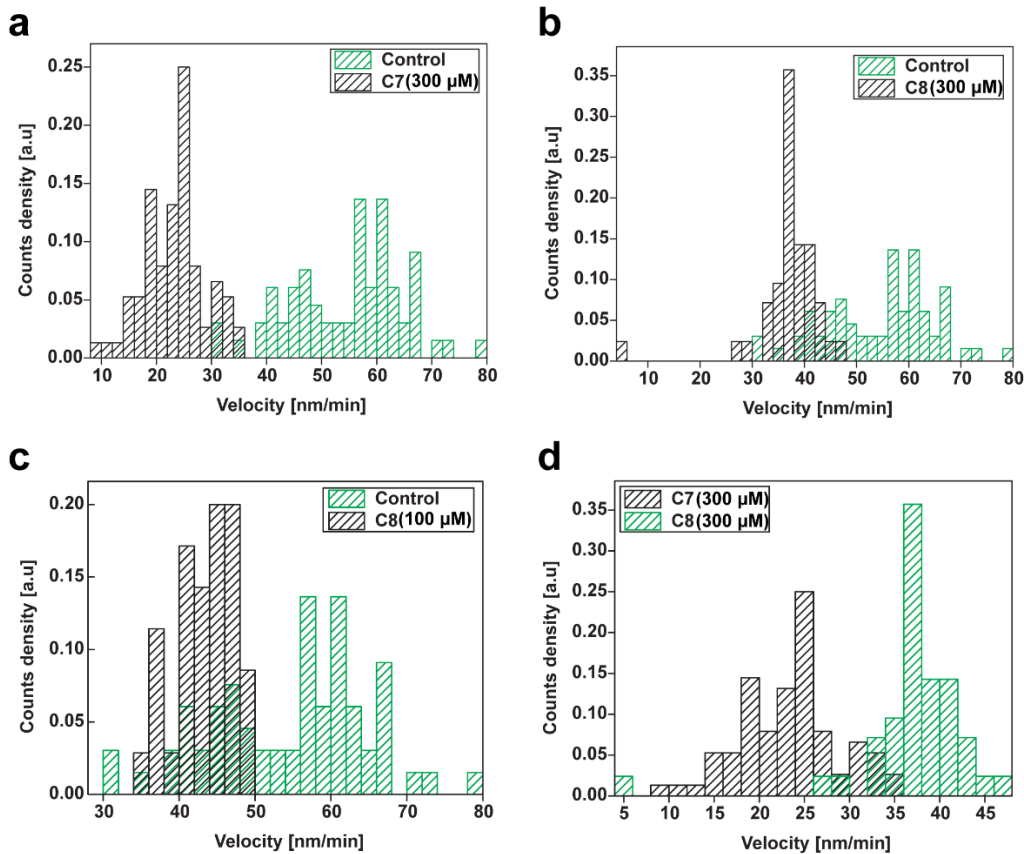 a
Control
C7(300 μM)
0.25
0.20
0.15
0.10
0.05
0.00
Counts density [a.u]
10 20 30 40 50 60 70 80
Velocity [nm/min]
b
Control
C8(300 μM)
0.35
0.30
0.25
0.20
0.15
0.10
0.05
0.00
Counts density [a.u]
10 20 30 40 50 60 70 80
Velocity [nm/min]
c
Control
C8(100 μM)
0.20
0.15
0.10
0.05
0.00
Counts density [a.u]
30 40 50 60 70 80
Velocity [nm/min]
d
C7(300 μM)
C8(300 μM)
0.35
0.30
0.25
0.20
0.15
0.10
0.05
0.00
Counts density [a.u]
5 10 15 20 25 30 35 40 45
Velocity [nm/min]